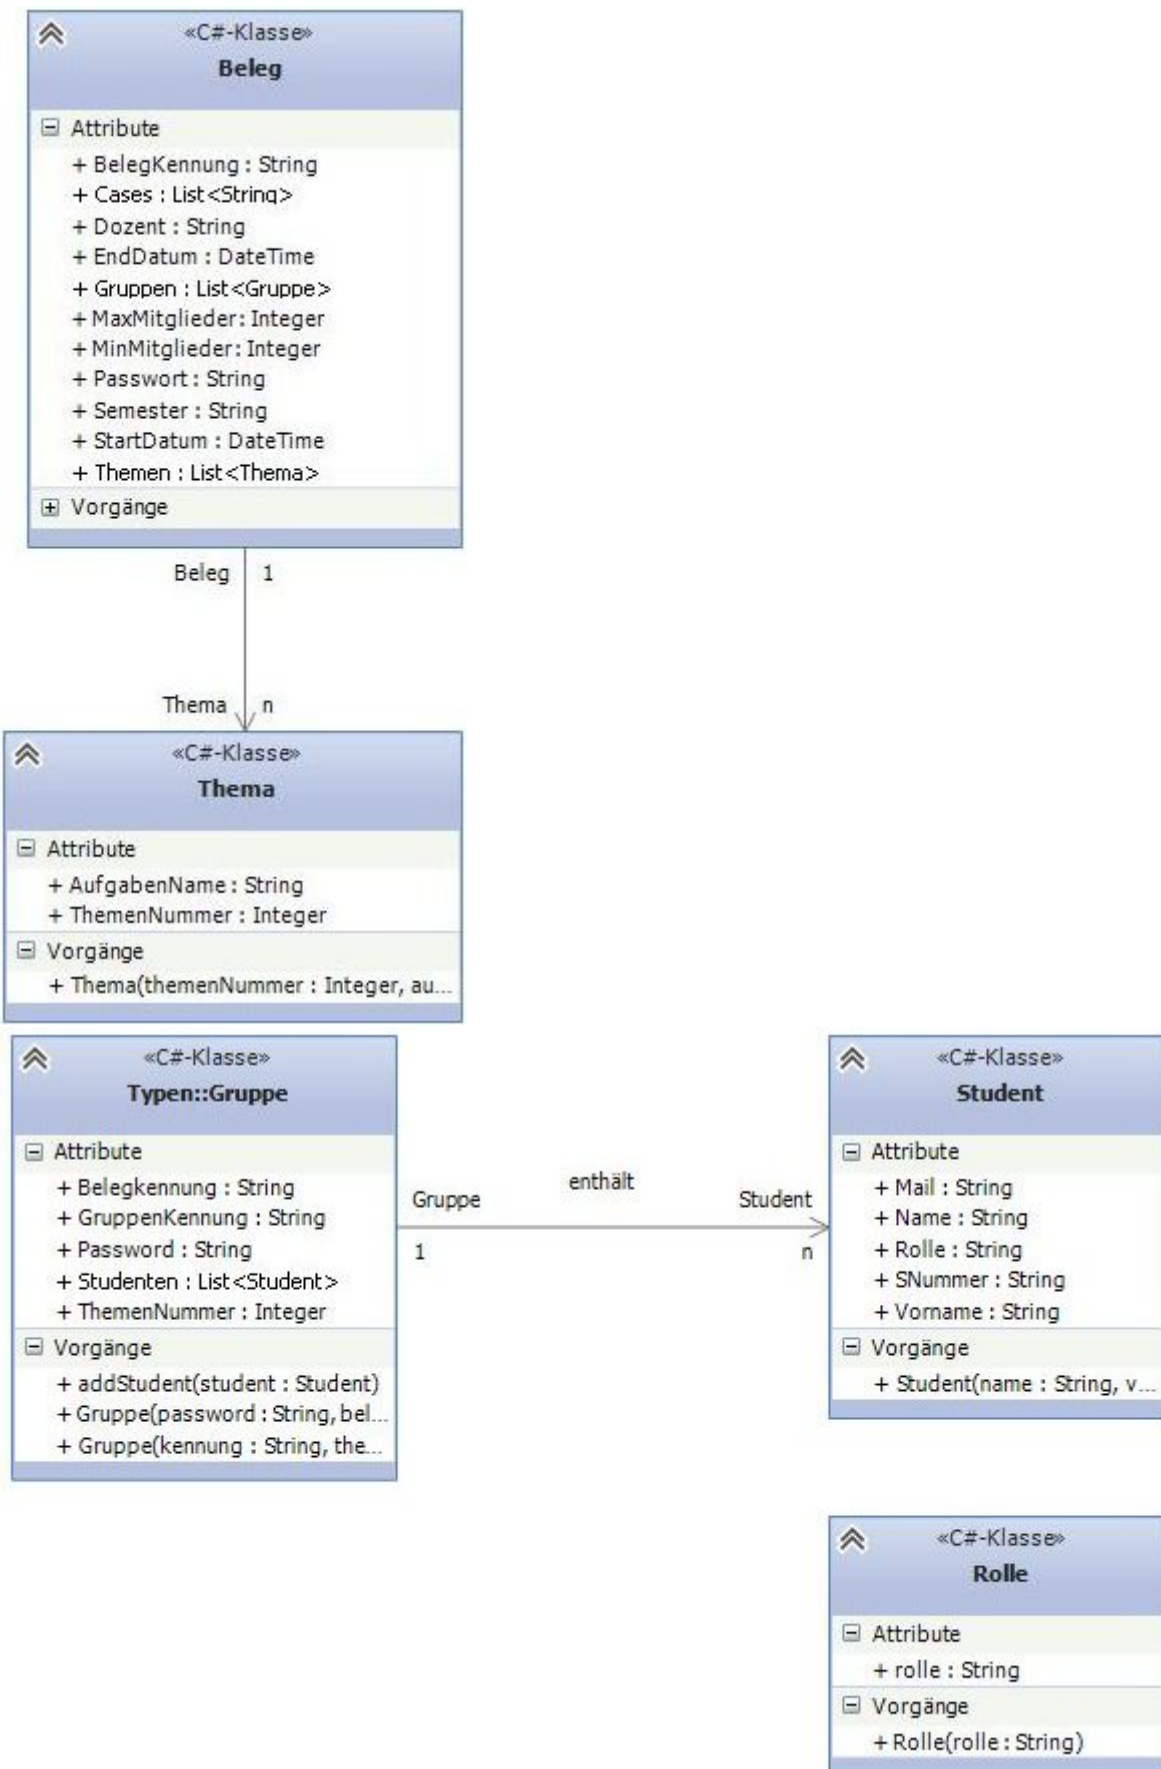 «C#-Klasse»
Beleg
Attribute
+ BelegKennung : String
+ Cases : List<String>
+ Dozent : String
+ EndDatum : DateTime
+ Gruppen : List<Gruppe>
+ MaxMitglieder: Integer
+ MinMitglieder: Integer
+ Passwort : String
+ Semester : String
+ StartDatum : DateTime
+ Themen : List<Thema>
Vorgänge
Beleg 1
Thema n
«C#-Klasse»
Thema
Attribute
+ AufgabenName : String
+ ThemenNummer : Integer
Vorgänge
+ Thema(themenNummer : Integer, au...
«C#-Klasse»
Typen::Gruppe
Attribute
+ Belegkennung : String
+ GruppenKennung : String
+ Password : String
+ Studenten : List<Student>
+ ThemenNummer : Integer
Vorgänge
+ addStudent(student : Student)
+ Gruppe(password : String, bel...
+ Gruppe(kennung : String, the...
Gruppe enthält Student
1 n
«C#-Klasse»
Student
Attribute
+ Mail : String
+ Name : String
+ Rolle : String
+ SNummer : String
+ Vorname : String
Vorgänge
+ Student(name : String, v...
«C#-Klasse»
Rolle
Attribute
+ rolle : String
Vorgänge
+ Rolle(rolle : String)